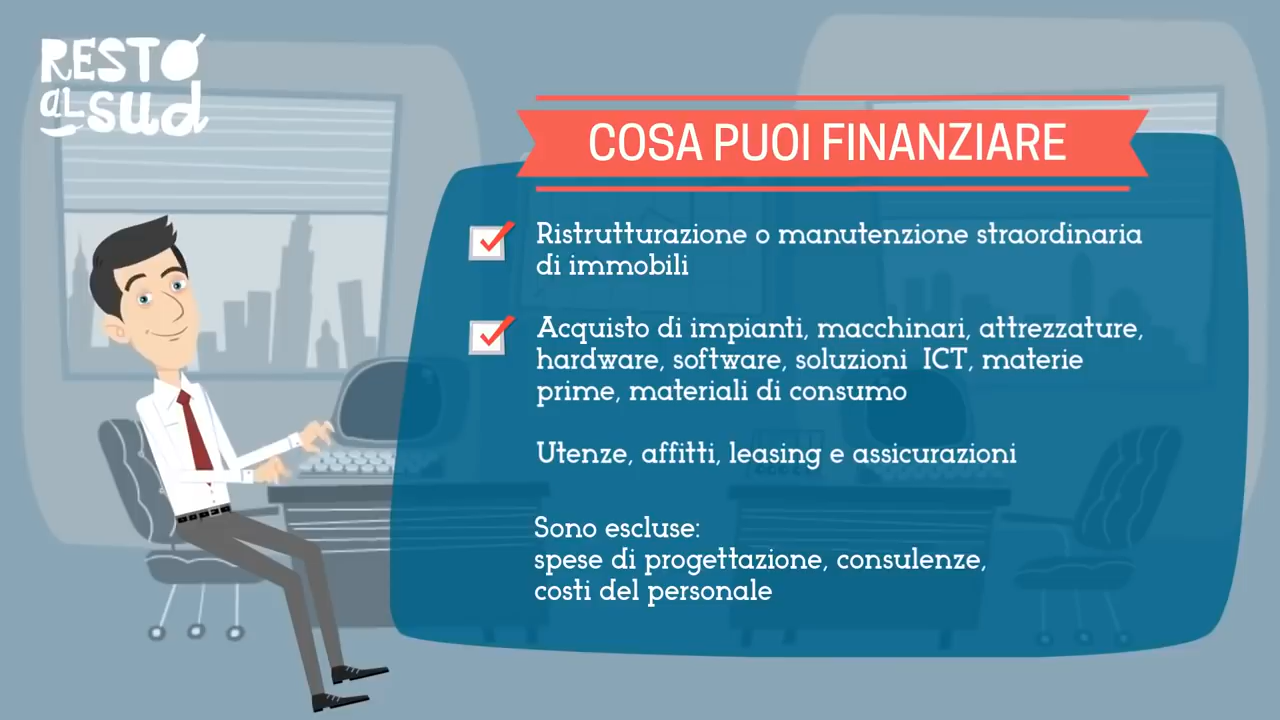 RESTO
AL SUD
COSA PUOI FINANZIARE
Ristrutturazione o manutenzione straordinaria
di immobili
Acquisto di impianti, macchinari, attrezzature,
hardware, software, soluzioni ICT, materie
prime, materiali di consumo
Utenze, affitti, leasing e assicurazioni
Sono escluse:
spese di progettazione, consulenze,
costi del personale